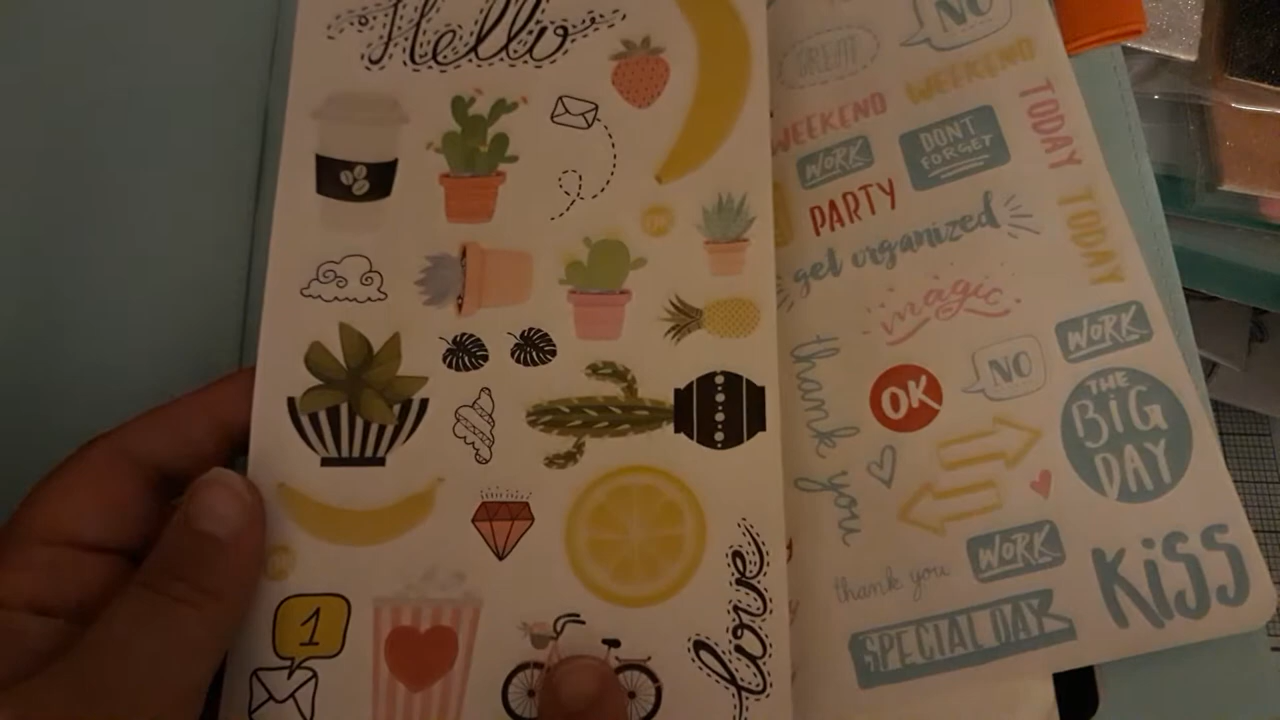 Hello
1
love
NO
GREAT
WEEKEND
WEEKEND
TODAY
WORK
DON'T
FORGET
PARTY
TODAY
get organized
magic
WORK
thank you
OK
NO
THE
BIG
DAY
WORK
thank you
KISS
SPECIAL DAY